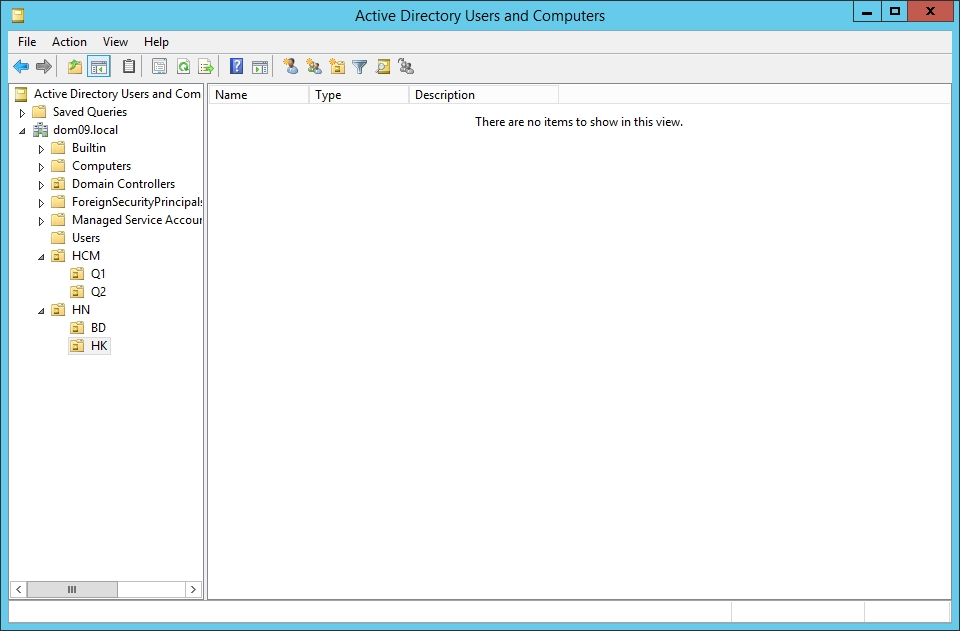 Active Directory Users and Computers
File Action View Help
Active Directory Users and Com
Name Type Description
Saved Queries
There are no items to show in this view.
dom09.local
Builtin
Computers
Domain Controllers
ForeignSecurityPrincipals
Managed Service Accour
Users
HCM
Q1
Q2
HN
BD
HK